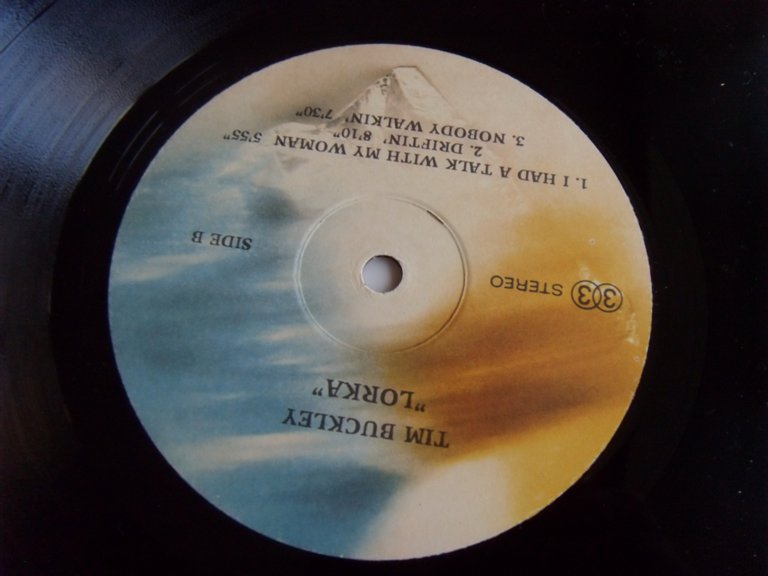 TIM BUCKLEY
"LORKA"
33 STEREO
SIDE B
1. I HAD A TALK WITH MY WOMAN 5'55"
2. DRIFTIN' 8'10"
3. NOBODY WALKIN' 7'30"